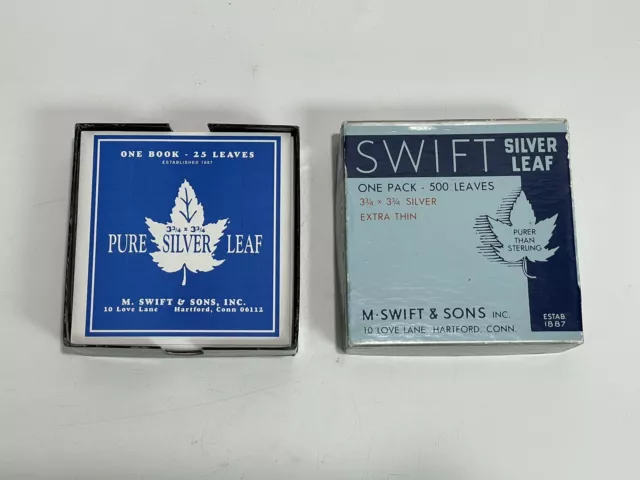 ONE BOOK - 25 LEAVES
ESTABLISHED 1887
3¾ x 3¾
PURE SILVER LEAF
M. SWIFT & SONS, INC.
10 Love Lane Hartford, Conn 06112
SWIFT SILVER LEAF
ONE PACK - 500 LEAVES
3⅜ x 3¾ SILVER
EXTRA THIN
PURER
THAN
STERLING
M·SWIFT & SONS INC.
10 LOVE LANE, HARTFORD, CONN.
ESTAB.
1887